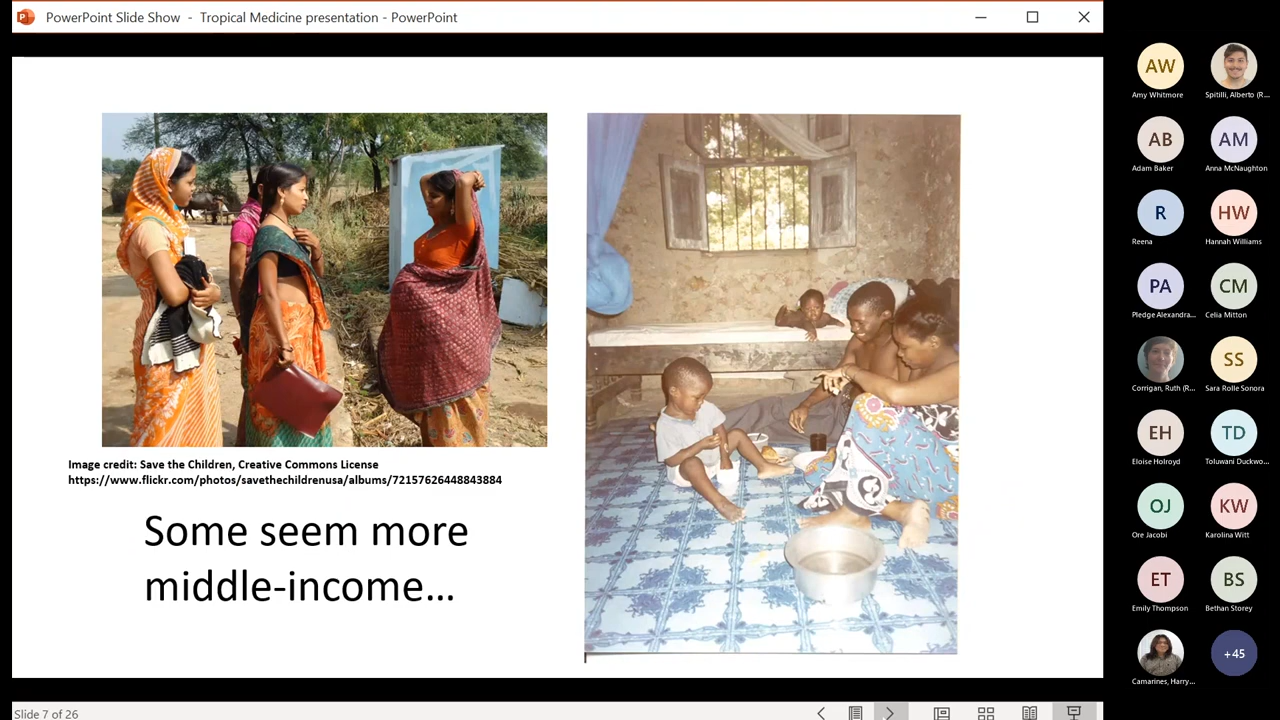 PowerPoint Slide Show - Tropical Medicine presentation - PowerPoint
Image credit: Save the Children, Creative Commons License
https://www.flickr.com/photos/savethechildrenusa/albums/72157626448843884
Some seem more
middle-income...
AW
Amy Whitmore
Spitilli, Alberto (R...
AB
Adam Baker
AM
Anna McNaughton
R
Reena
HW
Hannah Williams
PA
Pledge Alexandra...
CM
Celia Mitton
Corrigan, Ruth (R...
SS
Sara Rolle Sonora
EH
Eloise Holroyd
TD
Toluwani Duckwo...
OJ
Ore Jacobi
KW
Karolina Witt
ET
Emily Thompson
BS
Bethan Storey
Camarines, Harry...
+45
Slide 7 of 26